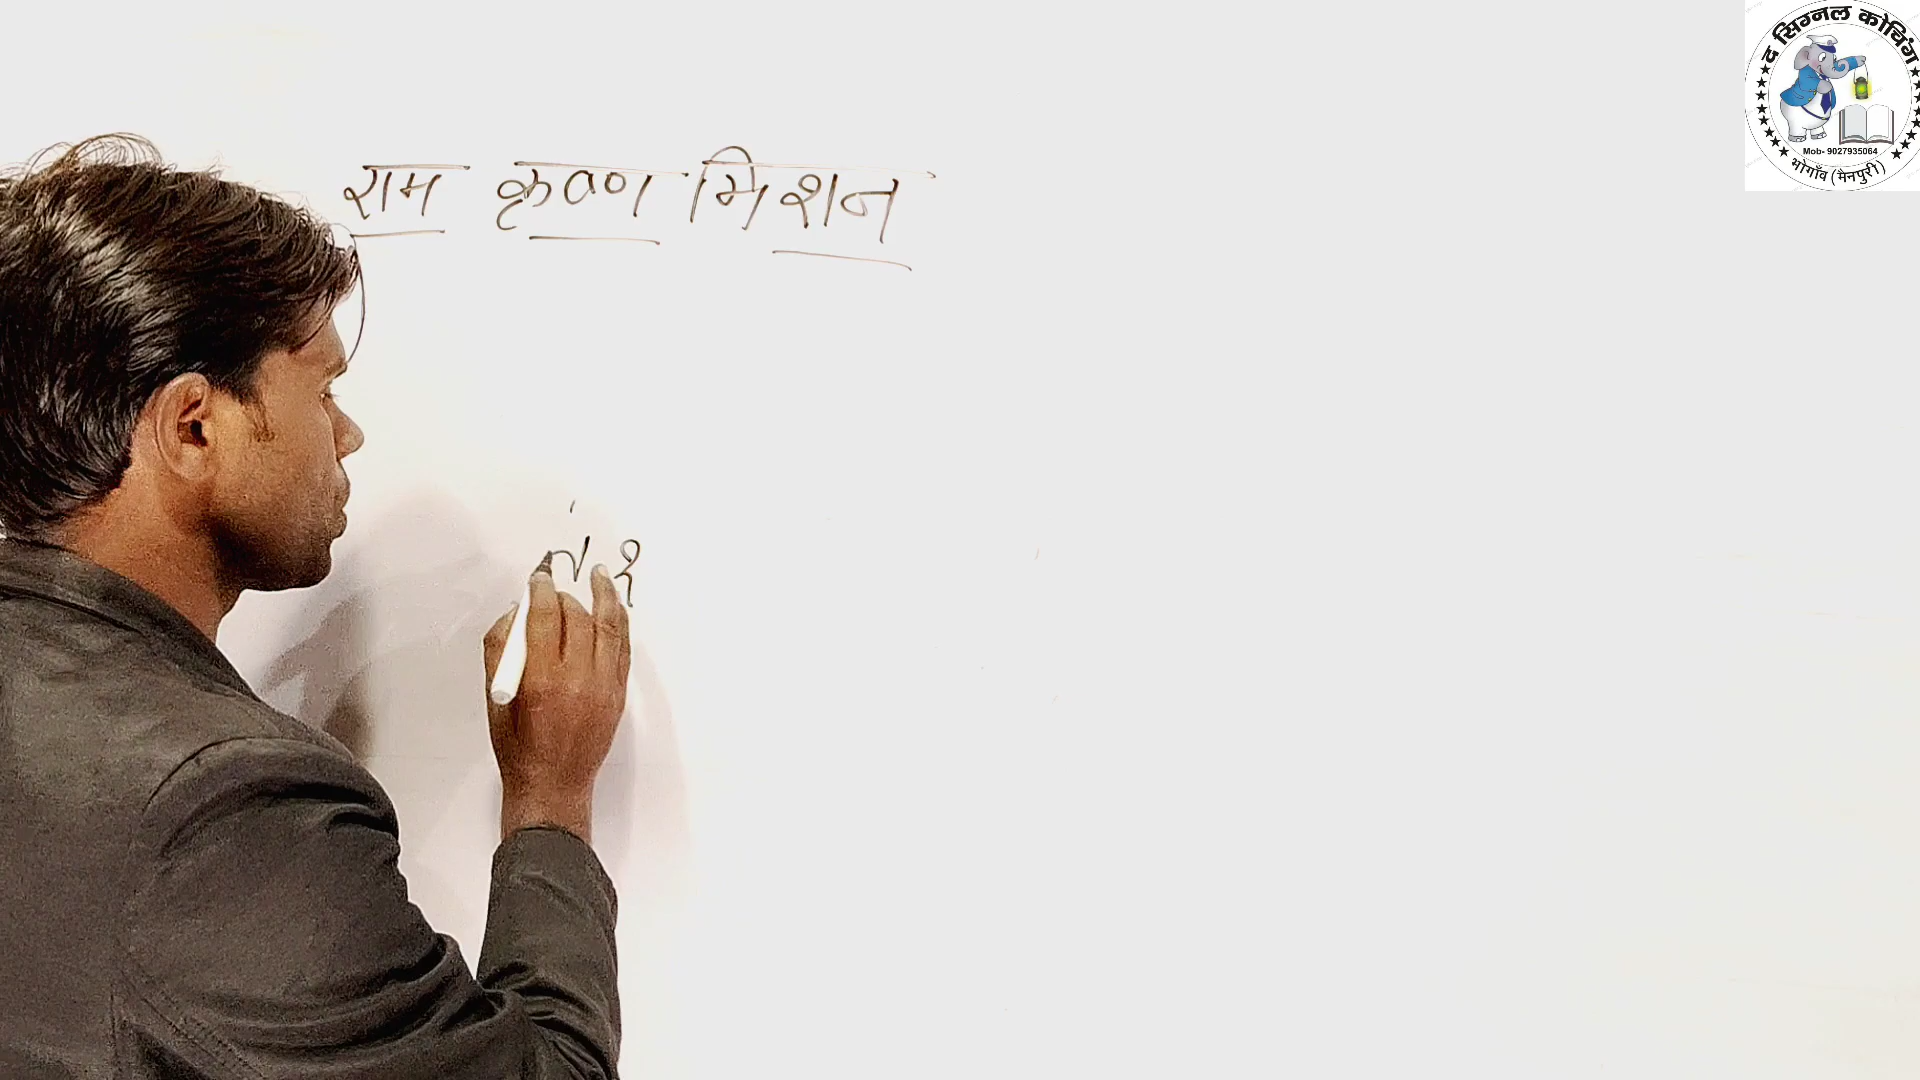 राम कृष्ण मिशन
द सिग्नल कोचिंग
Mob- 9027935064
भोगाँव (मैनपुरी)